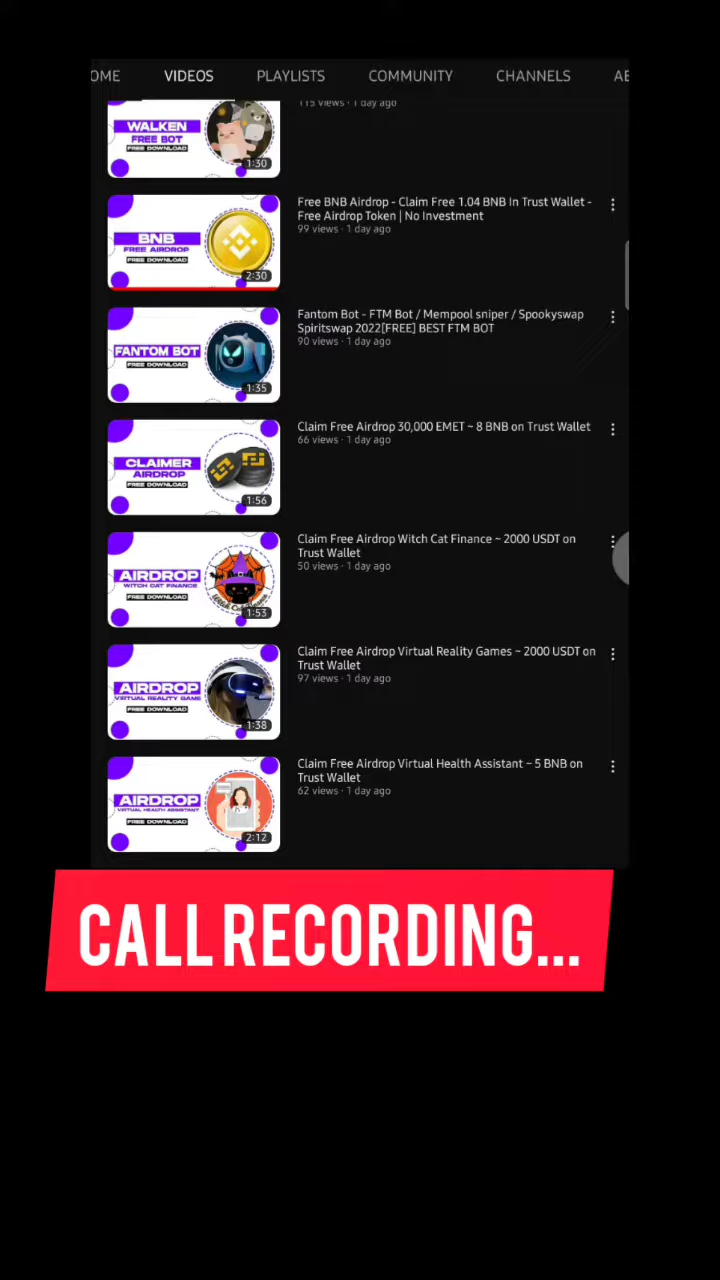 OME VIDEOS PLAYLISTS COMMUNITY CHANNELS AB
115 views · 1 day ago
WALKEN
FREE BOT
FREE DOWNLOAD
1:30
Free BNB Airdrop - Claim Free 1.04 BNB In Trust Wallet -
Free Airdrop Token | No Investment
99 views · 1 day ago
BNB
FREE AIRDROP
FREE DOWNLOAD
2:30
Fantom Bot - FTM Bot / Mempool sniper / Spookyswap
Spiritswap 2022[FREE] BEST FTM BOT
90 views · 1 day ago
FANTOM BOT
FREE DOWNLOAD
1:35
Claim Free Airdrop 30,000 EMET ~ 8 BNB on Trust Wallet
66 views · 1 day ago
CLAIMER
AIRDROP
FREE DOWNLOAD
1:56
Claim Free Airdrop Witch Cat Finance ~ 2000 USDT on
Trust Wallet
50 views · 1 day ago
AIRDROP
WITCH CAT FINANCE
FREE DOWNLOAD
1:53
Claim Free Airdrop Virtual Reality Games ~ 2000 USDT on
Trust Wallet
97 views · 1 day ago
AIRDROP
VIRTUAL REALITY GAME
FREE DOWNLOAD
1:38
Claim Free Airdrop Virtual Health Assistant ~ 5 BNB on
Trust Wallet
62 views · 1 day ago
AIRDROP
VIRTUAL HEALTH ASSISTANT
FREE DOWNLOAD
2:12
CALL RECORDING...